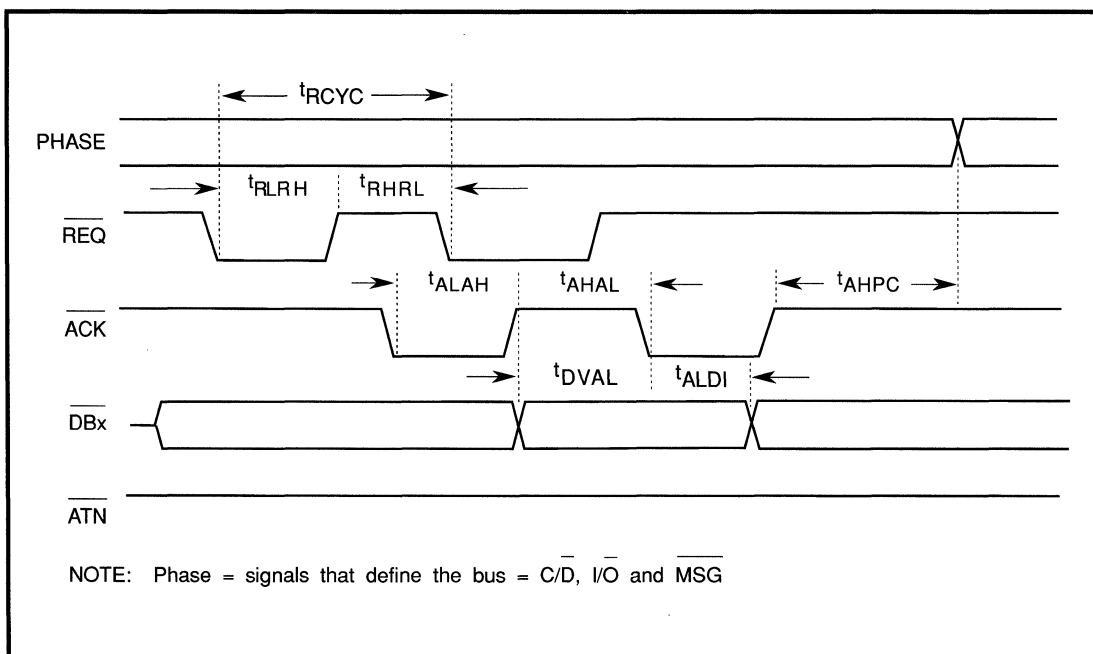 tRCYC
PHASE
tRLRH tRHRL
REQ
tALAH tAHAL tAHPC
ACK
tDVAL tALDI
DBx
ATN
NOTE: Phase = signals that define the bus = C/D̅, I/O̅ and M̅S̅G̅